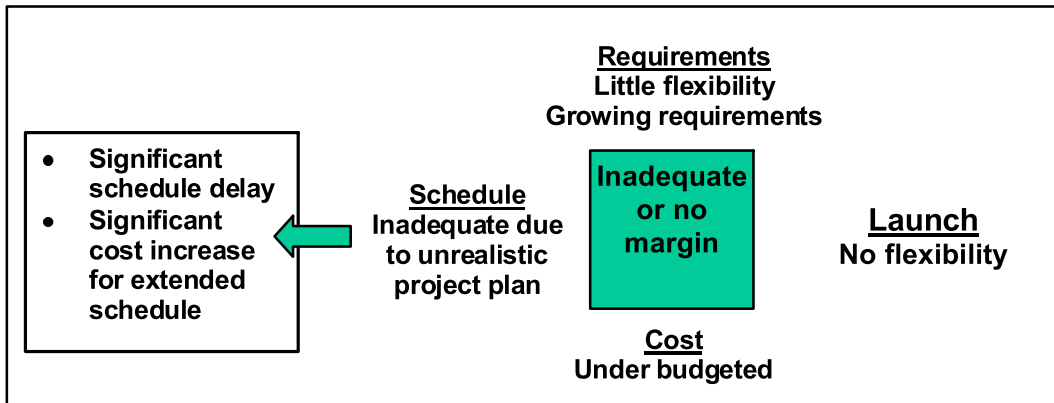 Requirements
Little flexibility
Growing requirements
• Significant
schedule delay
• Significant
cost increase
for extended
schedule
Schedule
Inadequate due
to unrealistic
project plan
Inadequate
or no
margin
Launch
No flexibility
Cost
Under budgeted